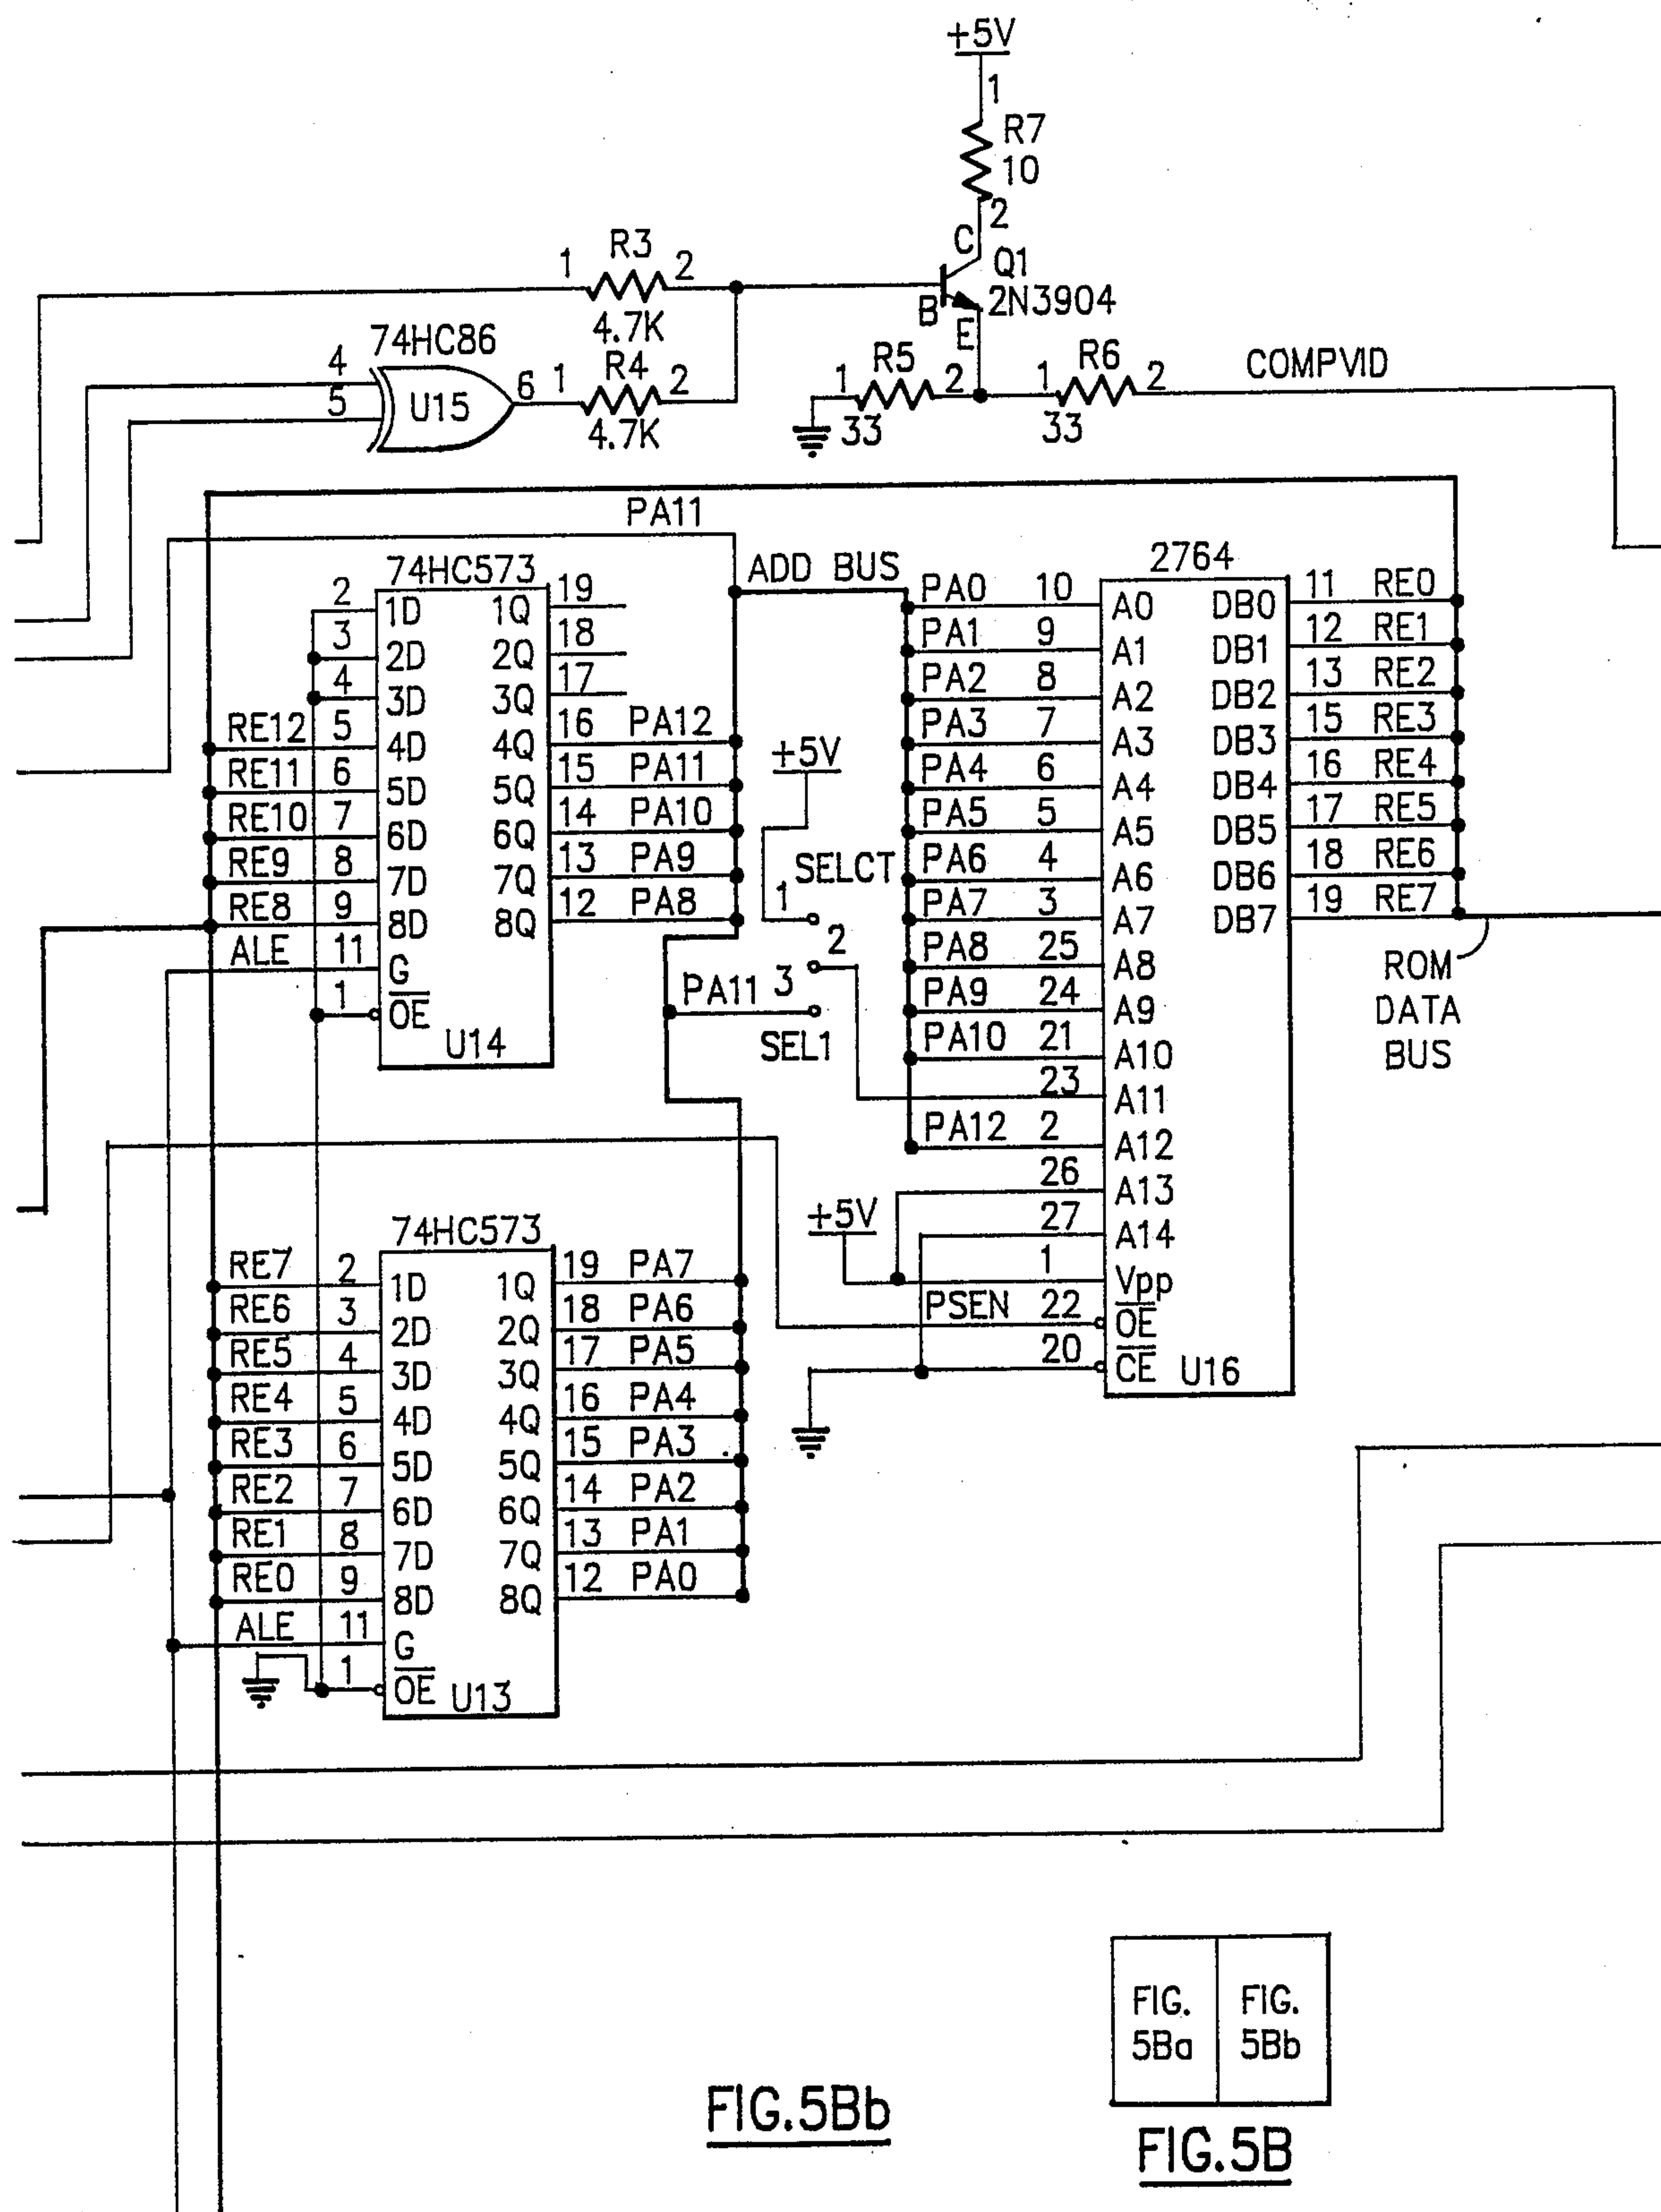 +5V
1
R7
10
2
C
Q1
2N3904
B
E
1
R3
2
4.7K
74HC86
4
5
U15
6
1
R4
2
4.7K
1
R5
2
33
1
R6
2
33
COMPVID
PA11
ADD BUS
74HC573
2 1D 1Q 19
3 2D 2Q 18
4 3D 3Q 17
RE12 5 4D 4Q 16 PA12
RE11 6 5D 5Q 15 PA11
RE10 7 6D 6Q 14 PA10
RE9 8 7D 7Q 13 PA9
RE8 9 8D 8Q 12 PA8
ALE 11 G
1 OE
U14
+5V
SELCT
1
2
PA11 3
SEL1
2764
PA0 10 A0 DB0 11 RE0
PA1 9 A1 DB1 12 RE1
PA2 8 A2 DB2 13 RE2
PA3 7 A3 DB3 15 RE3
PA4 6 A4 DB4 16 RE4
PA5 5 A5 DB5 17 RE5
PA6 4 A6 DB6 18 RE6
PA7 3 A7 DB7 19 RE7
PA8 25 A8
PA9 24 A9
PA10 21 A10
23 A11
PA12 2 A12
26 A13
27 A14
+5V
1 Vpp
PSEN 22 OE
20 CE
U16
ROM
DATA
BUS
74HC573
RE7 2 1D 1Q 19 PA7
RE6 3 2D 2Q 18 PA6
RE5 4 3D 3Q 17 PA5
RE4 5 4D 4Q 16 PA4
RE3 6 5D 5Q 15 PA3
RE2 7 6D 6Q 14 PA2
RE1 8 7D 7Q 13 PA1
RE0 9 8D 8Q 12 PA0
ALE 11 G
1 OE
U13
FIG.
5Ba
FIG.
5Bb
FIG.5Bb
FIG.5B